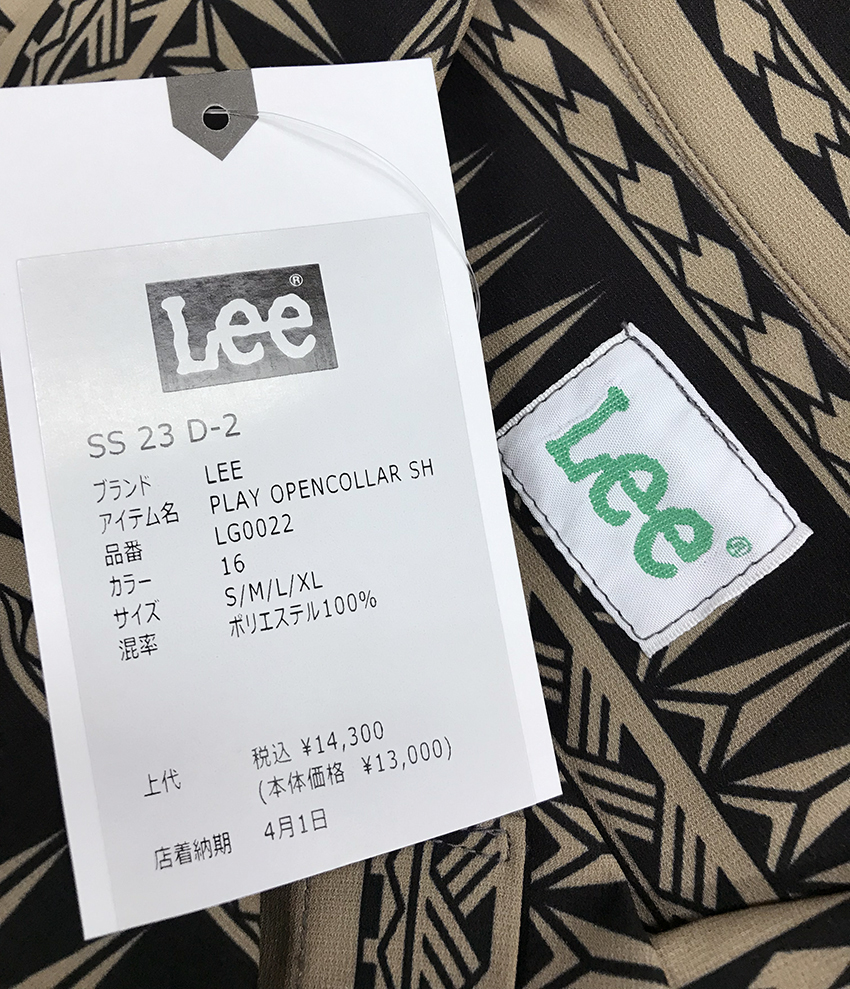 Lee®
SS 23 D-2
ブランド LEE
アイテム名 PLAY OPENCOLLAR SH
品番 LG0022
カラー 16
サイズ S/M/L/XL
混率 ポリエステル100%
上代 税込 ¥14,300
(本体価格 ¥13,000)
店着納期 4月1日
Lee